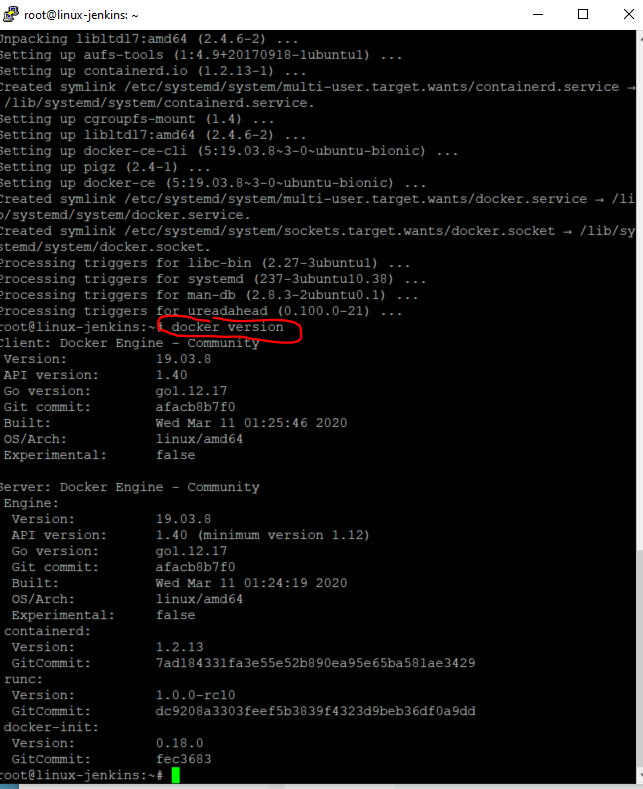 root@linux-jenkins: ~
Unpacking libltdl7:amd64 (2.4.6-2) ...
Setting up aufs-tools (1:4.9+20170918-1ubuntu1) ...
Setting up containerd.io (1.2.13-1) ...
Created symlink /etc/systemd/system/multi-user.target.wants/containerd.service →
/lib/systemd/system/containerd.service.
Setting up cgroupfs-mount (1.4) ...
Setting up libltdl7:amd64 (2.4.6-2) ...
Setting up docker-ce-cli (5:19.03.8~3-0~ubuntu-bionic) ...
Setting up pigz (2.4-1) ...
Setting up docker-ce (5:19.03.8~3-0~ubuntu-bionic) ...
Created symlink /etc/systemd/system/multi-user.target.wants/docker.service → /li
b/systemd/system/docker.service.
Created symlink /etc/systemd/system/sockets.target.wants/docker.socket → /lib/sy
stemd/system/docker.socket.
Processing triggers for libc-bin (2.27-3ubuntu1) ...
Processing triggers for systemd (237-3ubuntu10.38) ...
Processing triggers for man-db (2.8.3-2ubuntu0.1) ...
Processing triggers for ureadahead (0.100.0-21) ...
root@linux-jenkins:~# docker version
Client: Docker Engine - Community
Version: 19.03.8
API version: 1.40
Go version: go1.12.17
Git commit: afacb8b7f0
Built: Wed Mar 11 01:25:46 2020
OS/Arch: linux/amd64
Experimental: false
Server: Docker Engine - Community
Engine:
Version: 19.03.8
API version: 1.40 (minimum version 1.12)
Go version: go1.12.17
Git commit: afacb8b7f0
Built: Wed Mar 11 01:24:19 2020
OS/Arch: linux/amd64
Experimental: false
containerd:
Version: 1.2.13
GitCommit: 7ad184331fa3e55e52b890ea95e65ba581ae3429
runc:
Version: 1.0.0-rc10
GitCommit: dc9208a3303feef5b3839f4323d9beb36df0a9dd
docker-init:
Version: 0.18.0
GitCommit: fec3683
root@linux-jenkins:~#